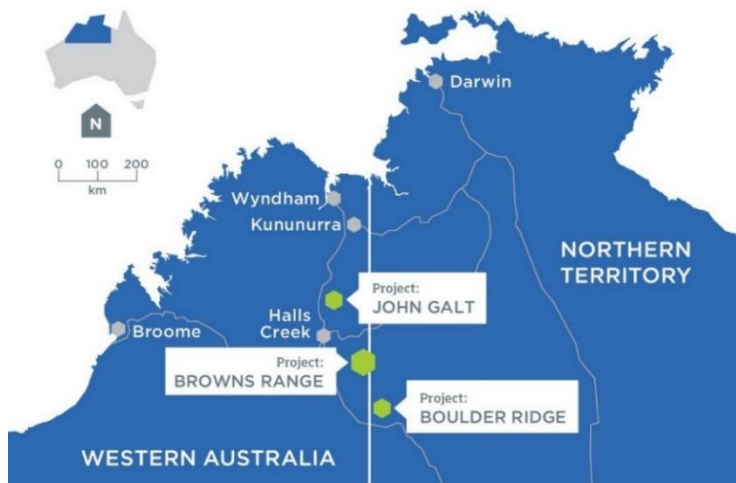 N
0 100 200
km
Darwin
Wyndham
Kununurra
NORTHERN
TERRITORY
Project:
JOHN GALT
Halls
Creek
Broome
Project:
BROWNS RANGE
Project:
BOULDER RIDGE
WESTERN AUSTRALIA